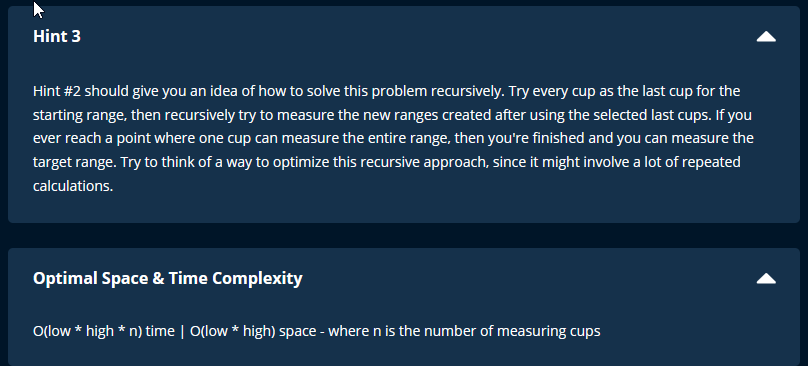 Hint 3
Hint #2 should give you an idea of how to solve this problem recursively. Try every cup as the last cup for the
starting range, then recursively try to measure the new ranges created after using the selected last cups. If you
ever reach a point where one cup can measure the entire range, then you're finished and you can measure the
target range. Try to think of a way to optimize this recursive approach, since it might involve a lot of repeated
calculations.
Optimal Space & Time Complexity
O(low * high * n) time | O(low * high) space - where n is the number of measuring cups